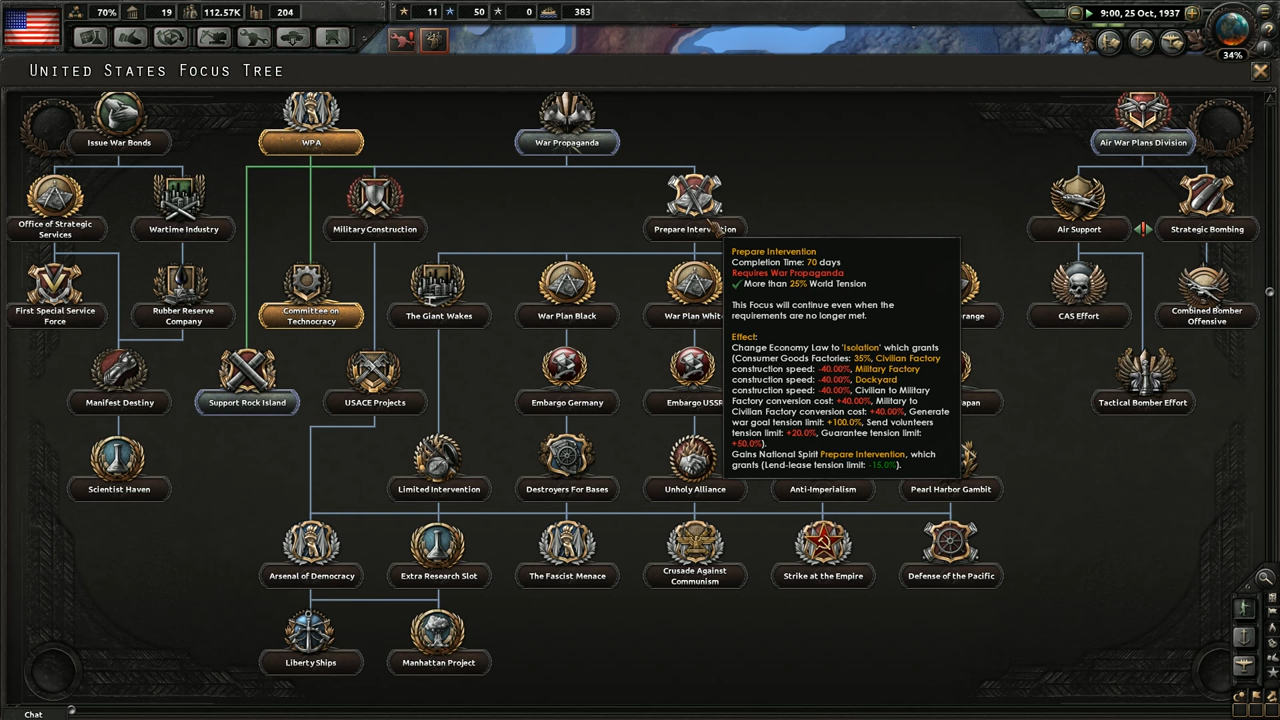 70%
19
112.57K
204
11
50
0
383
9:00, 25 Oct, 1937
34%
United States Focus Tree
Issue War Bonds
WPA
War Propaganda
Air War Plans Division
Office of Strategic
Services
Wartime Industry
Military Construction
Prepare Intervention
Air Support
Strategic Bombing
First Special Service
Force
Rubber Reserve
Company
Committee on
Technocracy
The Giant Wakes
War Plan Black
War Plan Whit
range
CAS Effort
Combined Bomber
Offensive
Prepare Intervention
Completion Time: 70 days
Requires War Propaganda
More than 25% World Tension
This Focus will continue even when the
requirements are no longer met.
Effect:
Change Economy Law to 'Isolation' which grants
(Consumer Goods Factories: 35%, Civilian Factory
construction speed: -40.00%, Military Factory
construction speed: -40.00%, Dockyard
construction speed: -40.00%, Civilian to Military
Factory conversion cost: +40.00%, Military to
Civilian Factory conversion cost: +40.00%, Generate
war goal tension limit: +100.0%, Send volunteers
tension limit: +20.0%, Guarantee tension limit:
+50.0%).
Gains National Spirit Prepare Intervention, which
grants (Lend-lease tension limit: -15.0%).
Manifest Destiny
Support Rock Island
USACE Projects
Embargo Germany
Embargo USSR
apan
Tactical Bomber Effort
Scientist Haven
Limited Intervention
Destroyers For Bases
Unholy Alliance
Anti-Imperialism
Pearl Harbor Gambit
Arsenal of Democracy
Extra Research Slot
The Fascist Menace
Crusade Against
Communism
Strike at the Empire
Defense of the Pacific
Liberty Ships
Manhattan Project
Chat